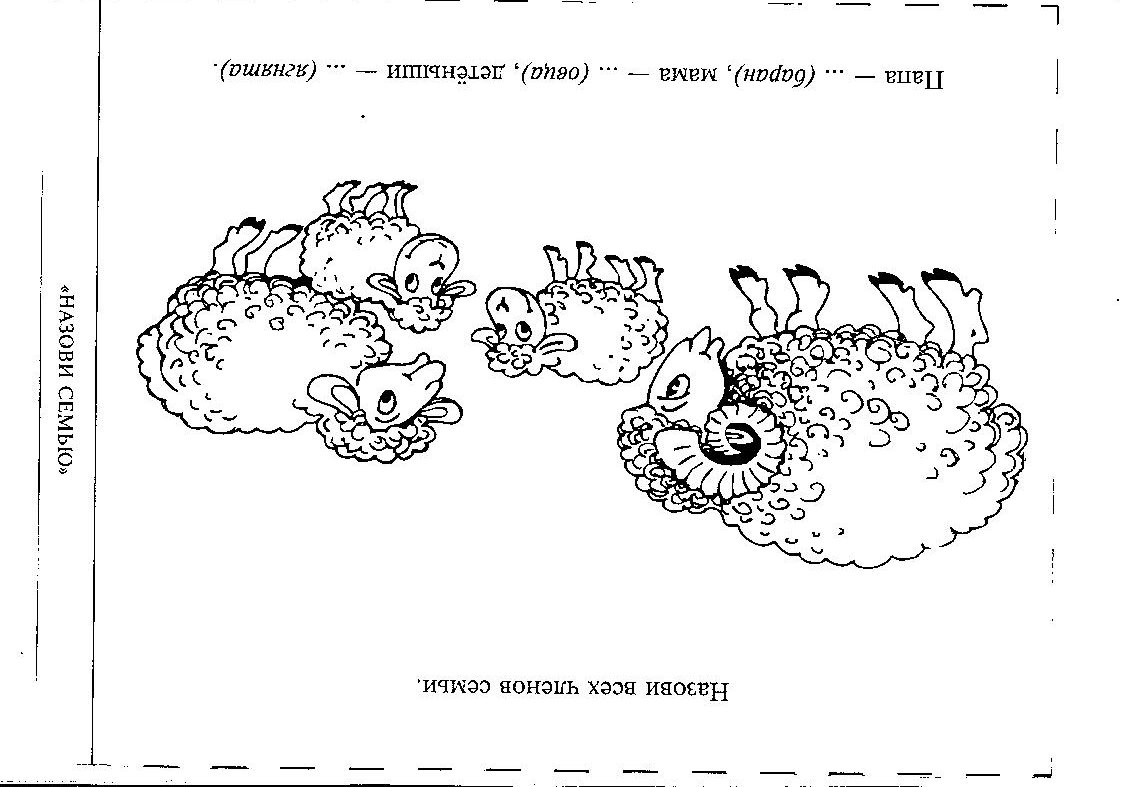 «НАЗОВИ СЕМЬЮ»
Назови всех членов семьи.
Папа — ... (баран), мама — ... (овца), детёныши — ... (ягнята).